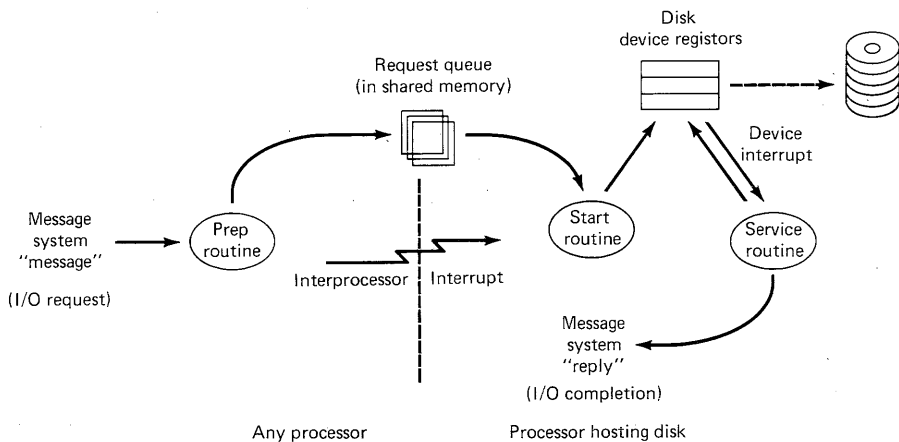 Disk
device registors
Request queue
(in shared memory)
Device
interrupt
Message
system
"message"
(I/O request)
Prep
routine
Start
routine
Service
routine
Interprocessor
Interrupt
Message
system
"reply"
(I/O completion)
Any processor
Processor hosting disk